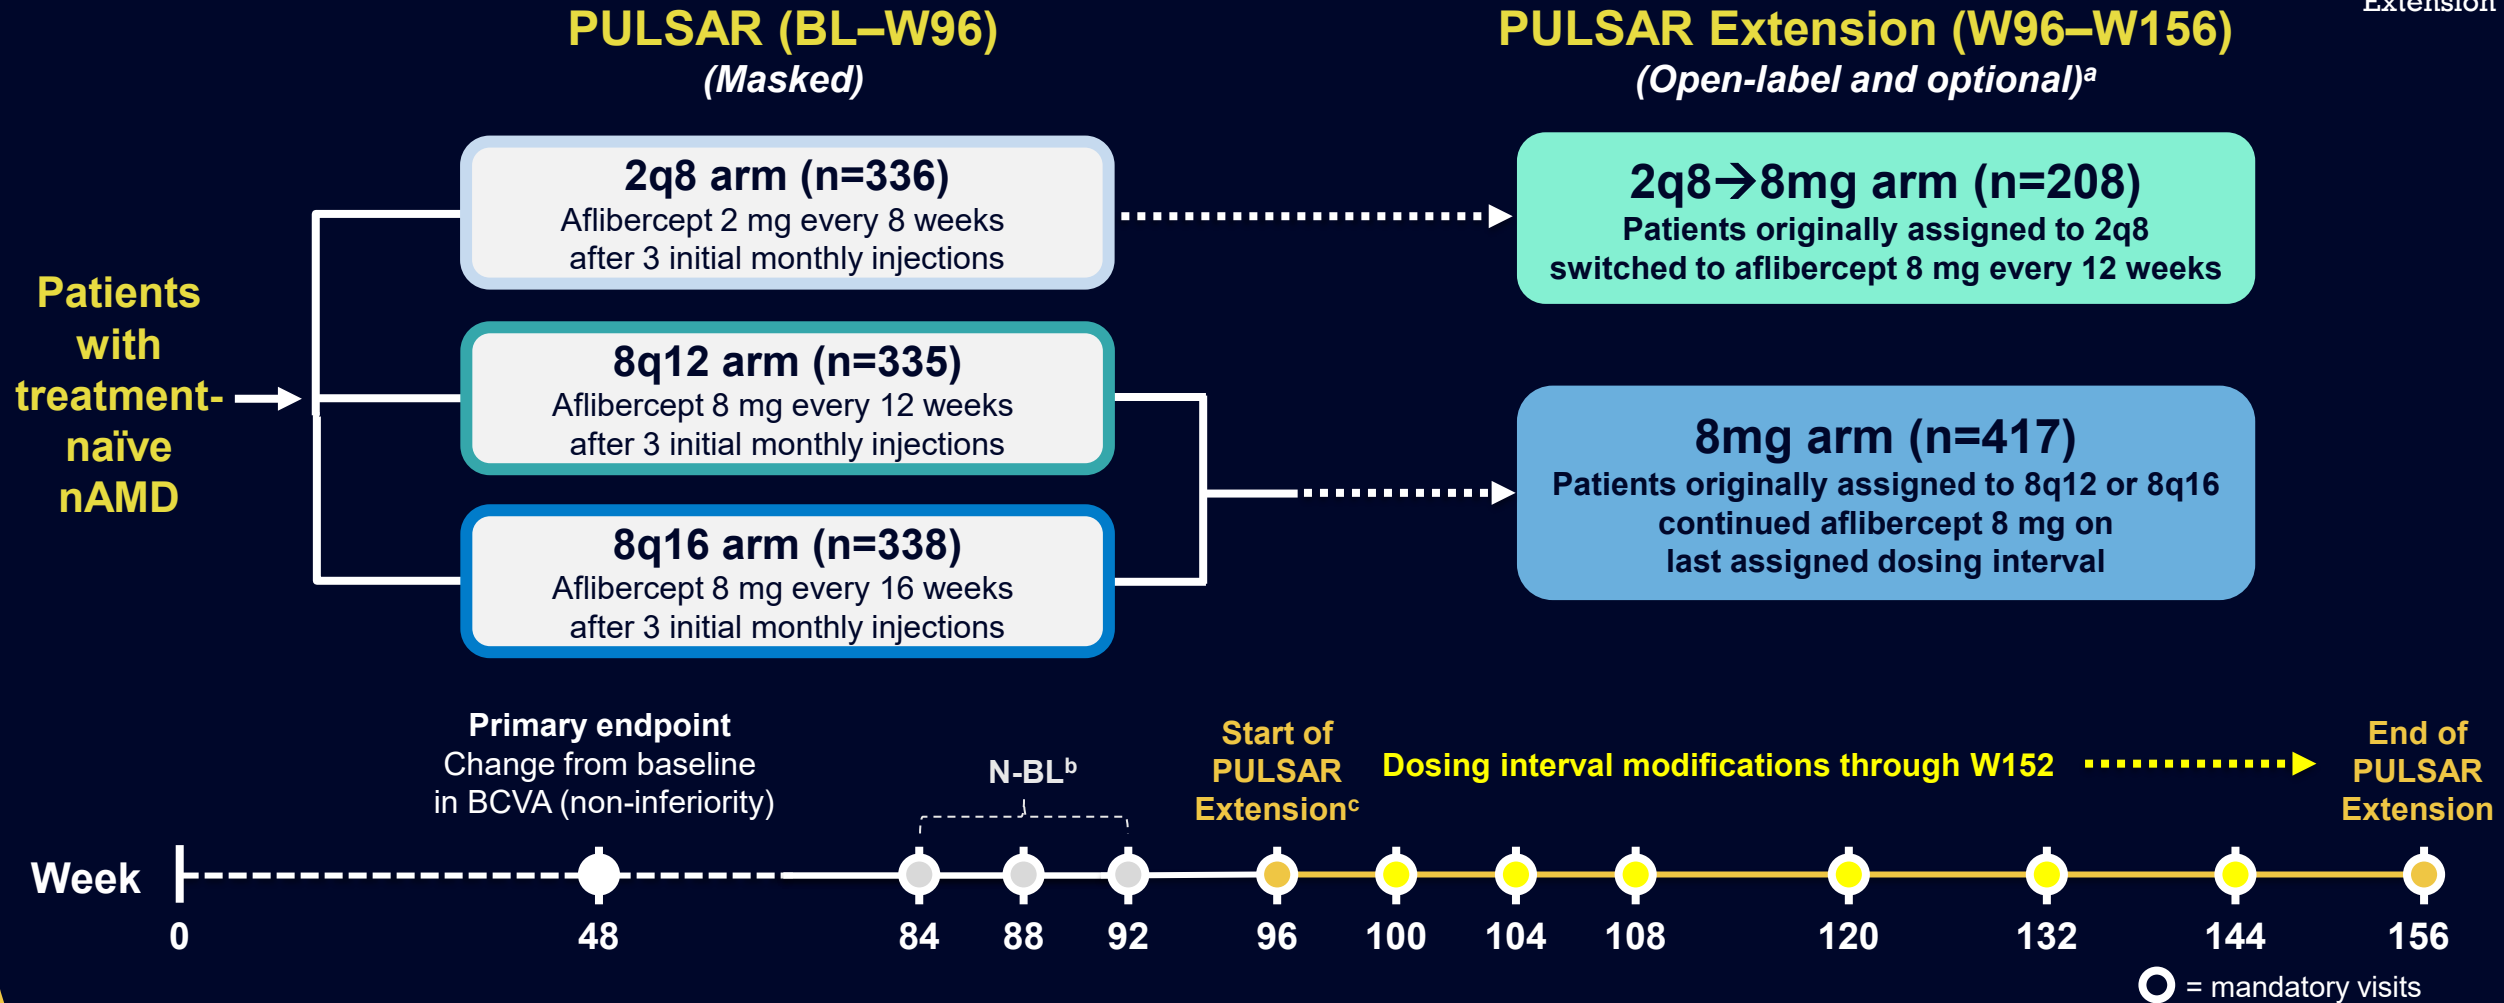 Extension
PULSAR (BL–W96)
(Masked)
PULSAR Extension (W96–W156)
(Open-label and optional)ᵃ
Patients
with
treatment-
naïve
nAMD
2q8 arm (n=336)
Aflibercept 2 mg every 8 weeks
after 3 initial monthly injections
8q12 arm (n=335)
Aflibercept 8 mg every 12 weeks
after 3 initial monthly injections
8q16 arm (n=338)
Aflibercept 8 mg every 16 weeks
after 3 initial monthly injections
2q8→8mg arm (n=208)
Patients originally assigned to 2q8
switched to aflibercept 8 mg every 12 weeks
8mg arm (n=417)
Patients originally assigned to 8q12 or 8q16
continued aflibercept 8 mg on
last assigned dosing interval
Primary endpoint
Change from baseline
in BCVA (non-inferiority)
N-BLᵇ
Start of
PULSAR
Extensionᶜ
Dosing interval modifications through W152
End of
PULSAR
Extension
Week
0 48 84 88 92 96 100 104 108 120 132 144 156
= mandatory visits